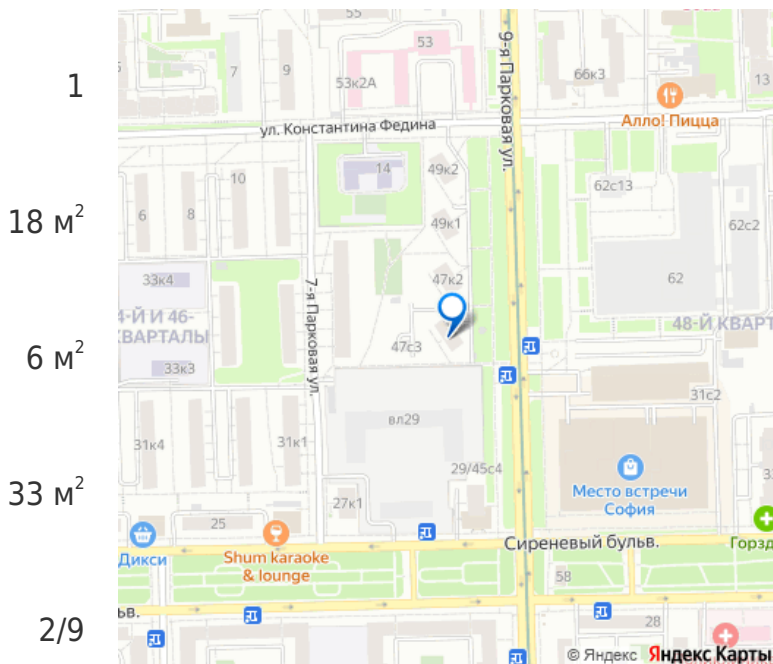 1
18 м²
6 м²
33 м²
2/9
55
53
53к2А
7
9
66к3
13
Алло! Пицца
ул. Константина Федина
9-я Парковая ул.
14
49к2
10
6
8
49к1
62с13
62с2
33к4
47к2
62
4-Й И 46-
КВАРТАЛЫ
7-я Парковая ул.
47с3
48-Й КВАРТ
33к3
31с2
вл29
31к4
31к1
29/45с4
Место встречи
София
27к1
25
Дикси
Shum karaoke
& lounge
Сиреневый бульв.
Горзд
58
ьв.
28
© Яндекс Яндекс Карты